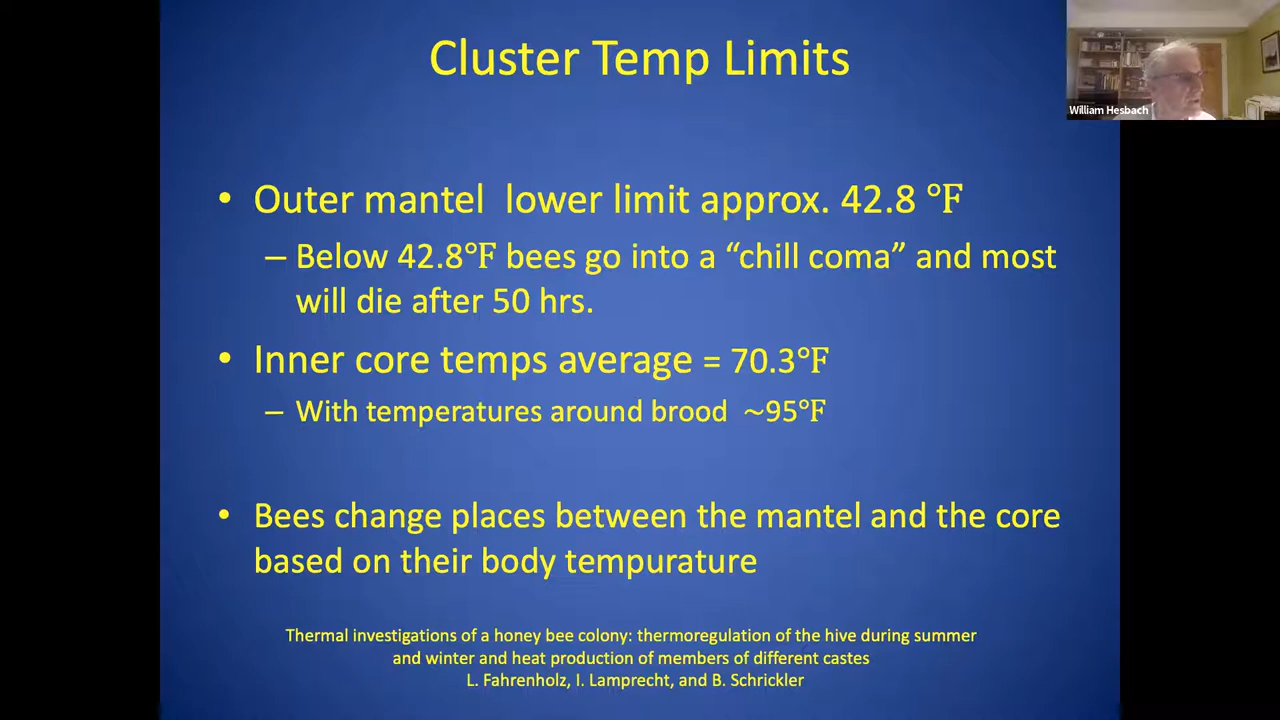 Cluster Temp Limits
William Hesbach
• Outer mantel lower limit approx. 42.8 °F
– Below 42.8°F bees go into a “chill coma” and most
will die after 50 hrs.
• Inner core temps average = 70.3°F
– With temperatures around brood ~95°F
• Bees change places between the mantel and the core
based on their body tempurature
Thermal investigations of a honey bee colony: thermoregulation of the hive during summer
and winter and heat production of members of different castes
L. Fahrenholz, I. Lamprecht, and B. Schrickler